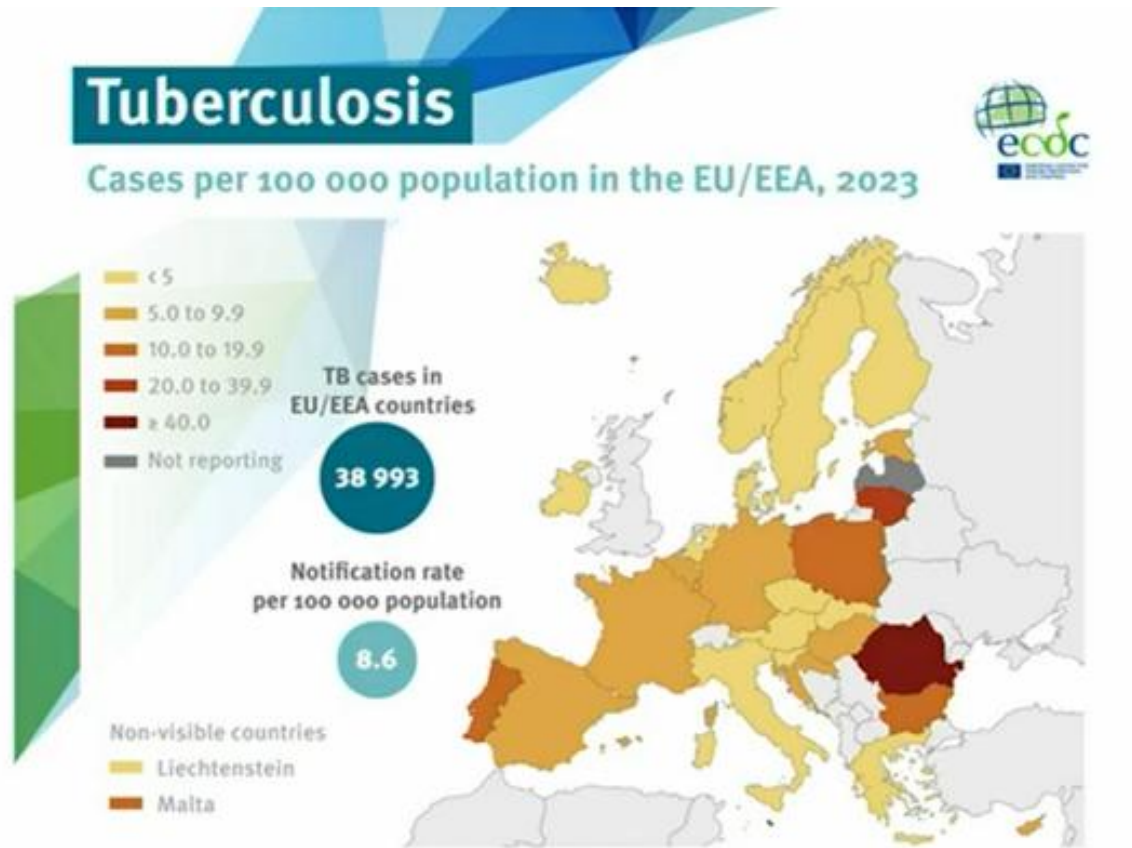 Tuberculosis
ecdc
Cases per 100 000 population in the EU/EEA, 2023
< 5
5.0 to 9.9
10.0 to 19.9
20.0 to 39.9
≥ 40.0
Not reporting
TB cases in
EU/EEA countries
38 993
Notification rate
per 100 000 population
8.6
Non-visible countries
Liechtenstein
Malta